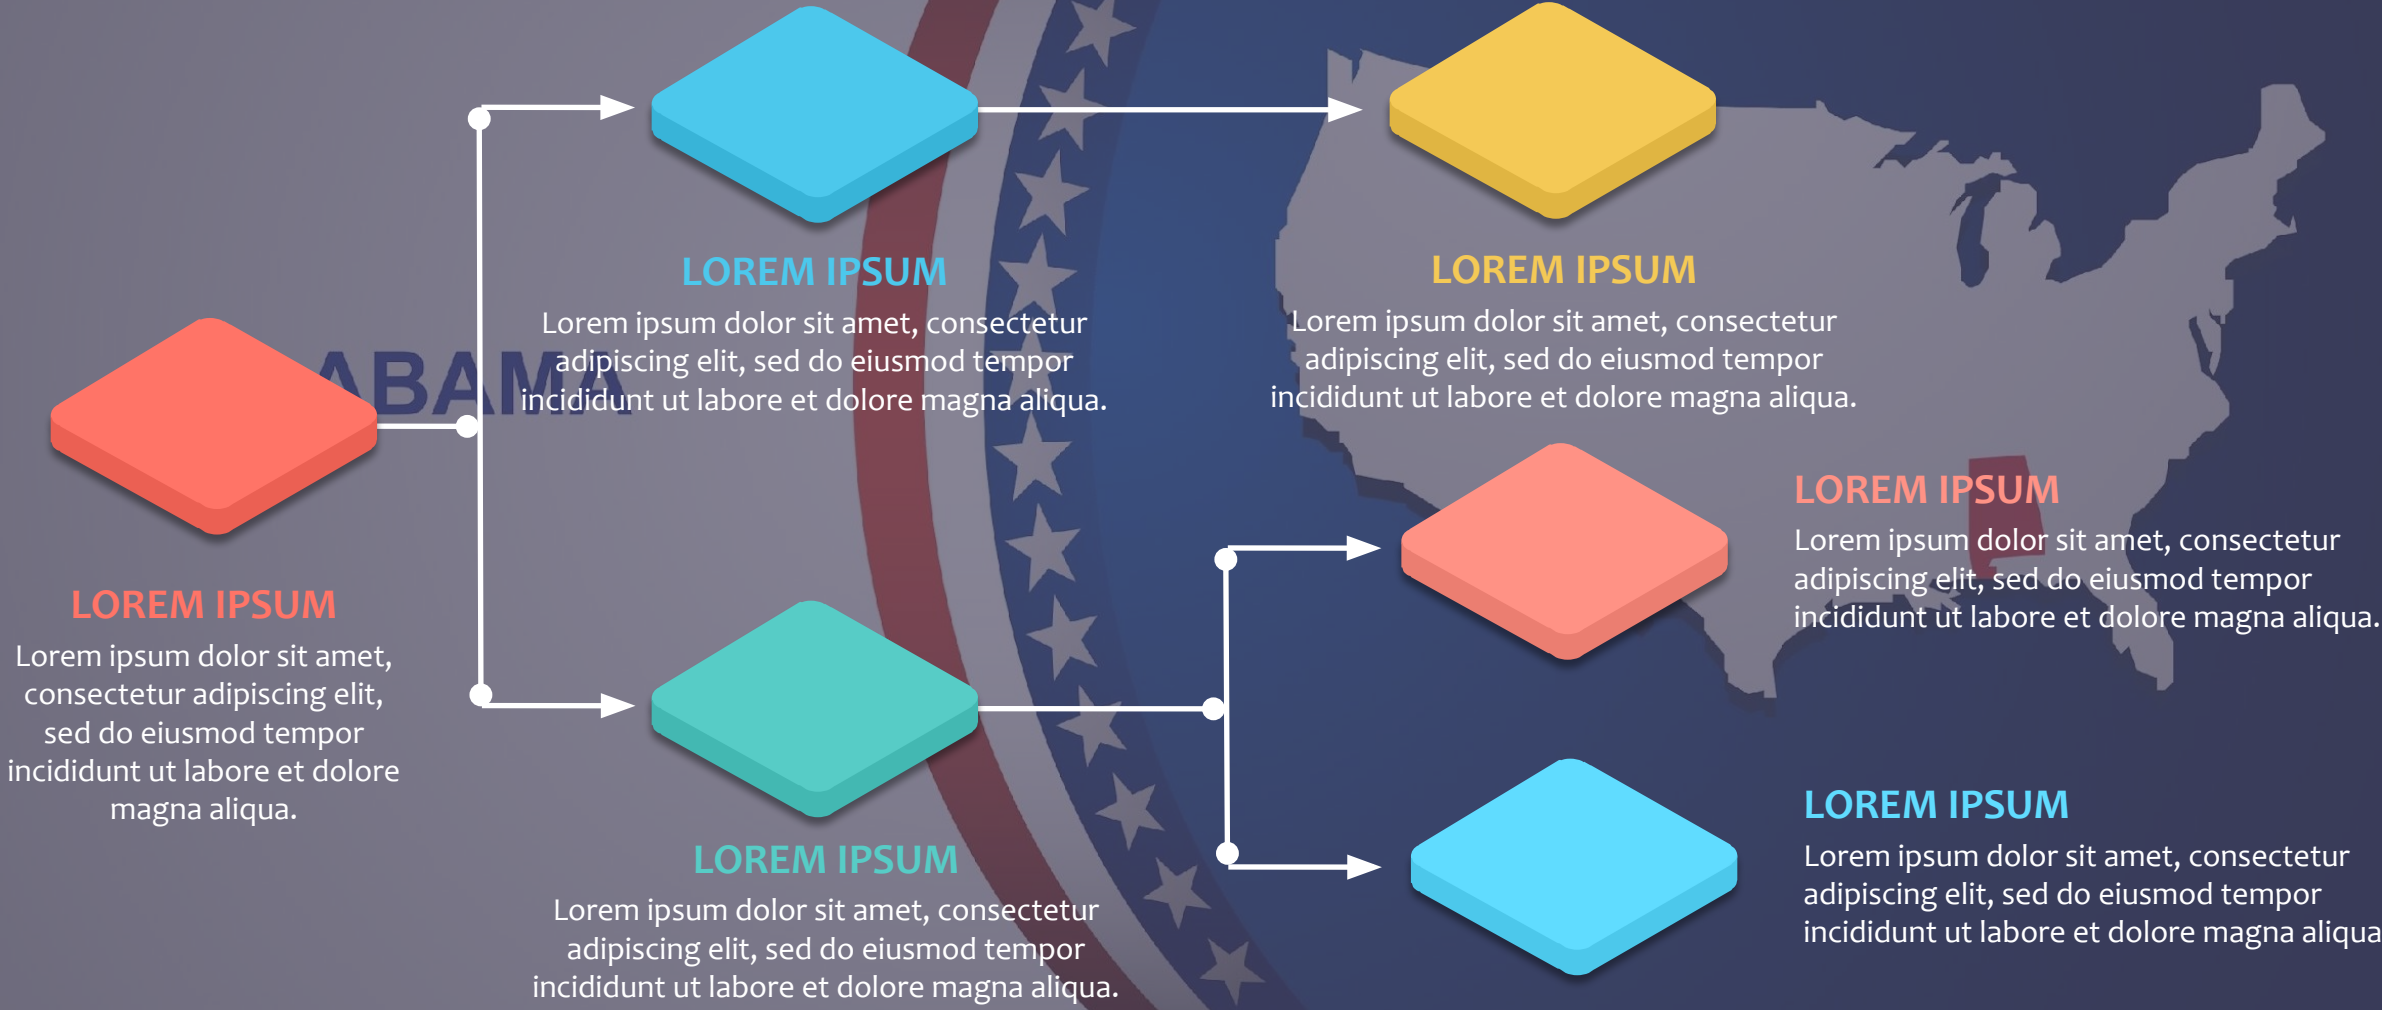 LOREM IPSUM
Lorem ipsum dolor sit amet, consectetur
adipiscing elit, sed do eiusmod tempor
incididunt ut labore et dolore magna aliqua.
LOREM IPSUM
Lorem ipsum dolor sit amet, consectetur
adipiscing elit, sed do eiusmod tempor
incididunt ut labore et dolore magna aliqua.
ABAMA
LOREM IPSUM
Lorem ipsum dolor sit amet,
consectetur adipiscing elit,
sed do eiusmod tempor
incididunt ut labore et dolore
magna aliqua.
LOREM IPSUM
Lorem ipsum dolor sit amet, consectetur
adipiscing elit, sed do eiusmod tempor
incididunt ut labore et dolore magna aliqua.
LOREM IPSUM
Lorem ipsum dolor sit amet, consectetur
adipiscing elit, sed do eiusmod tempor
incididunt ut labore et dolore magna aliqua.
LOREM IPSUM
Lorem ipsum dolor sit amet, consectetur
adipiscing elit, sed do eiusmod tempor
incididunt ut labore et dolore magna aliqua